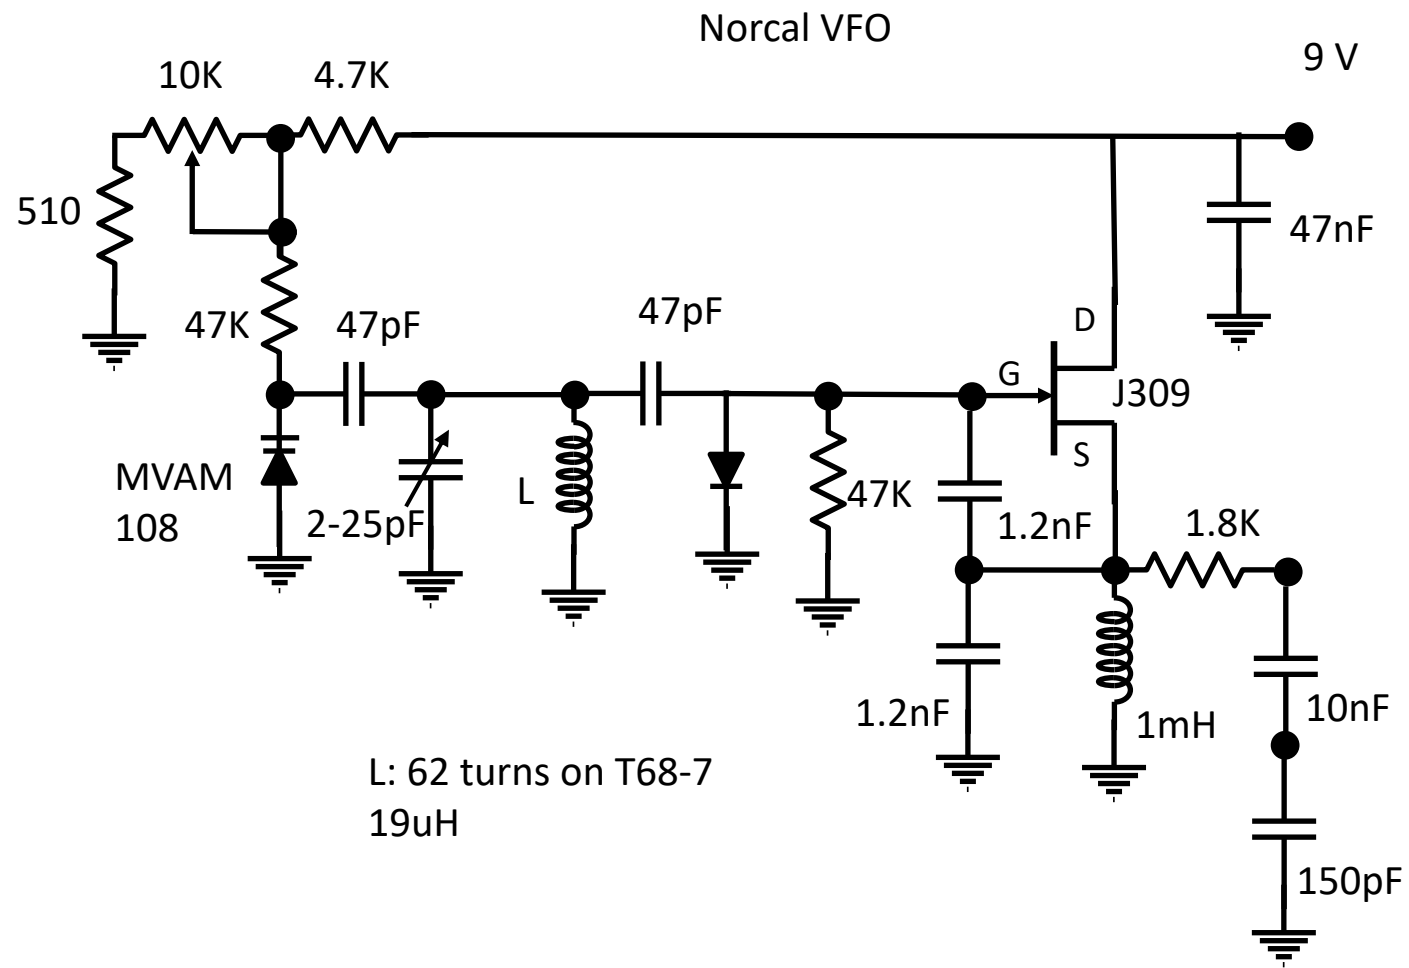 Norcal VFO
9 V
10K
4.7K
510
47nF
47K
47pF
47pF
D
G
J309
S
MVAM
108
2-25pF
L
47K
1.2nF
1.8K
1.2nF
1mH
10nF
L: 62 turns on T68-7
19uH
150pF